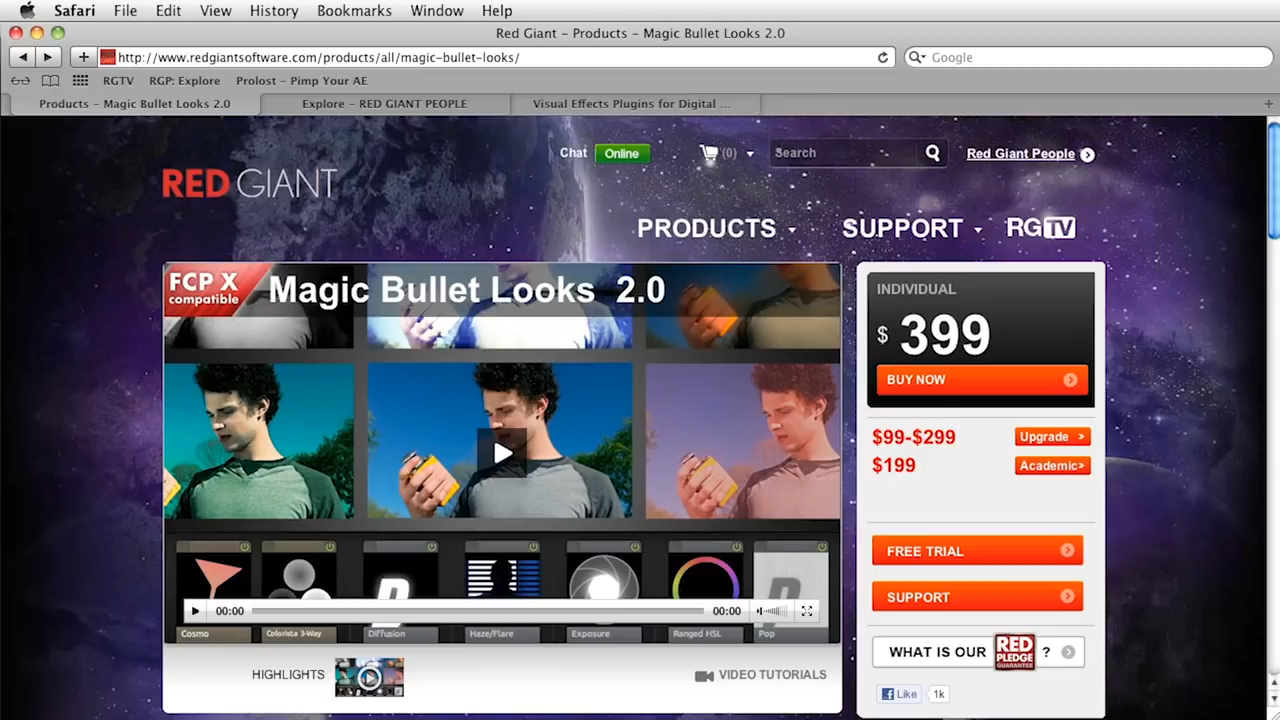 Safari File Edit View History Bookmarks Window Help
Red Giant – Products – Magic Bullet Looks 2.0
http://www.redgiantsoftware.com/products/all/magic-bullet-looks/
Google
RGTV RGP: Explore Prolost – Pimp Your AE
Products – Magic Bullet Looks 2.0
Explore – RED GIANT PEOPLE
Visual Effects Plugins for Digital ...
Chat Online
(0)
Search
Red Giant People
RED GIANT
PRODUCTS
SUPPORT
RGTV
FCP X
compatible
Magic Bullet Looks 2.0
INDIVIDUAL
$ 399
BUY NOW
$99-$299 Upgrade >
$199 Academic>
FREE TRIAL
SUPPORT
WHAT IS OUR RED PLEDGE GUARANTEE ?
Like 1k
00:00 00:00
Cosmo Colorista 3-Way Diffusion Haze/Flare Exposure Ranged HSL Pop
HIGHLIGHTS
VIDEO TUTORIALS